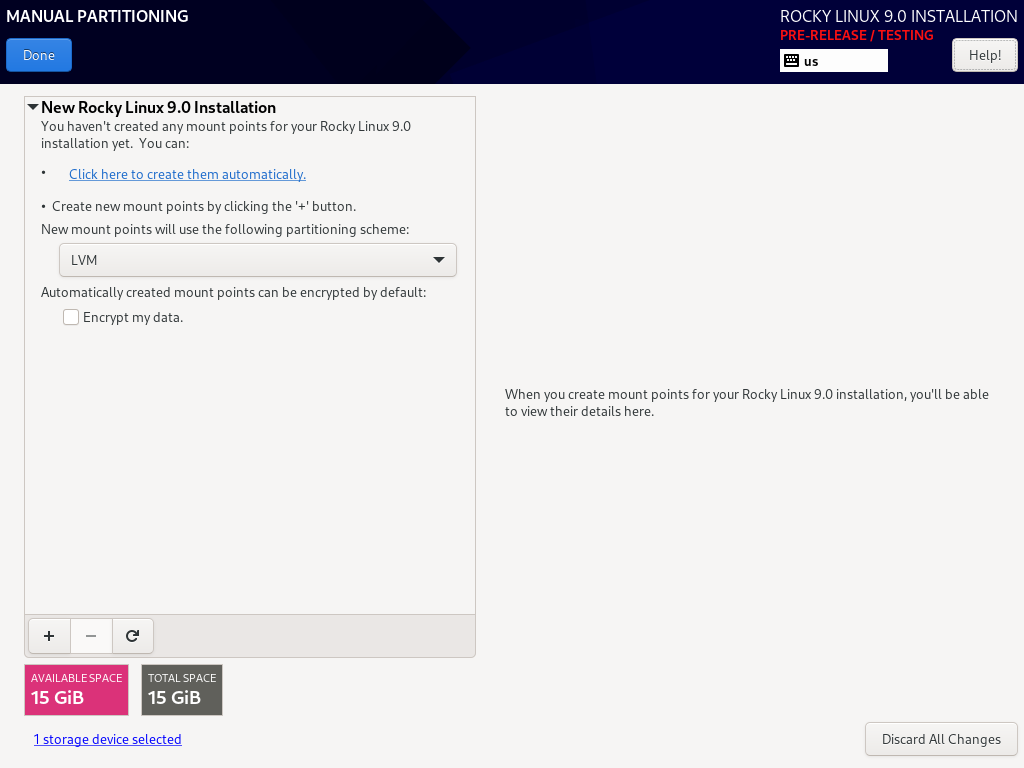 MANUAL PARTITIONING
ROCKY LINUX 9.0 INSTALLATION
PRE-RELEASE / TESTING
Done
us
Help!
New Rocky Linux 9.0 Installation
You haven't created any mount points for your Rocky Linux 9.0
installation yet.  You can:
• Click here to create them automatically.
• Create new mount points by clicking the '+' button.
New mount points will use the following partitioning scheme:
LVM
Automatically created mount points can be encrypted by default:
Encrypt my data.
When you create mount points for your Rocky Linux 9.0 installation, you'll be able
to view their details here.
AVAILABLE SPACE
15 GiB
TOTAL SPACE
15 GiB
1 storage device selected
Discard All Changes